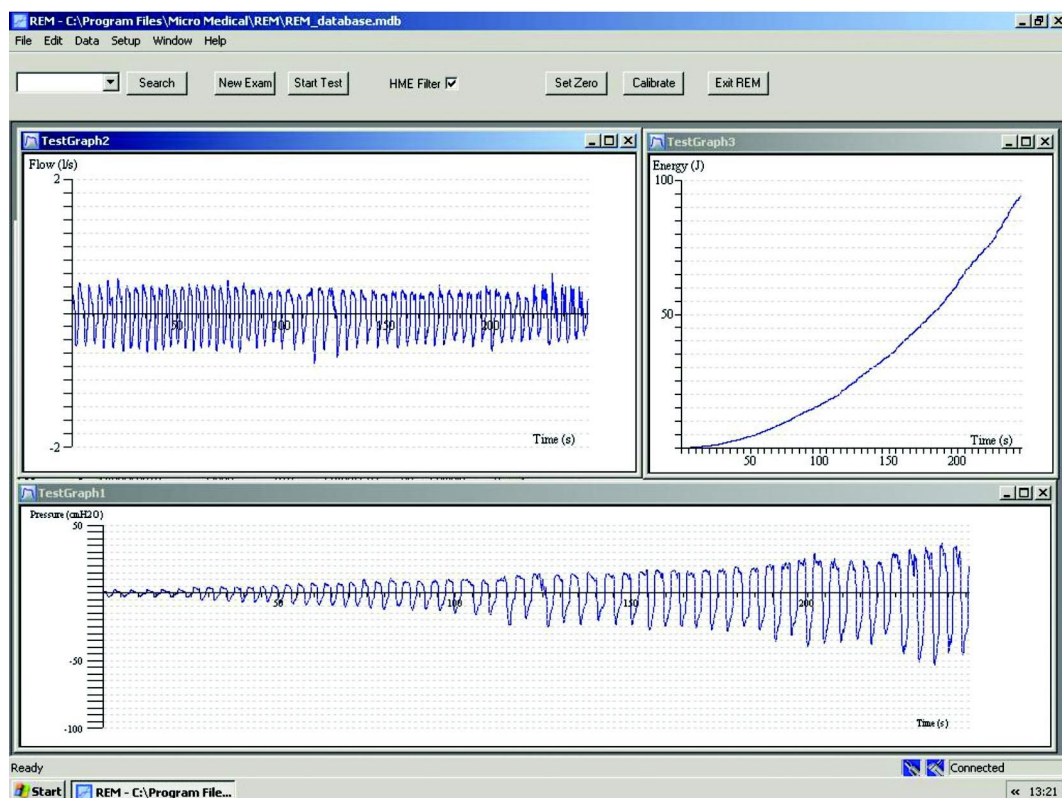 REM - C:\Program Files\Micro Medical\REM\REM_database.mdb
File Edit Data Setup Window Help
Search New Exam Start Test HME Filter Set Zero Calibrate Exit REM
TestGraph2
Flow (l/s)
2
50 100 150 200
-2
Time (s)
TestGraph3
Energy (J)
100
50
Time (s)
50 100 150 200
TestGraph1
Pressure (cmH2O)
50
50 100 150 200
-50
-100
Time (s)
Ready Connected
Start REM - C:\Program File... « 13:21